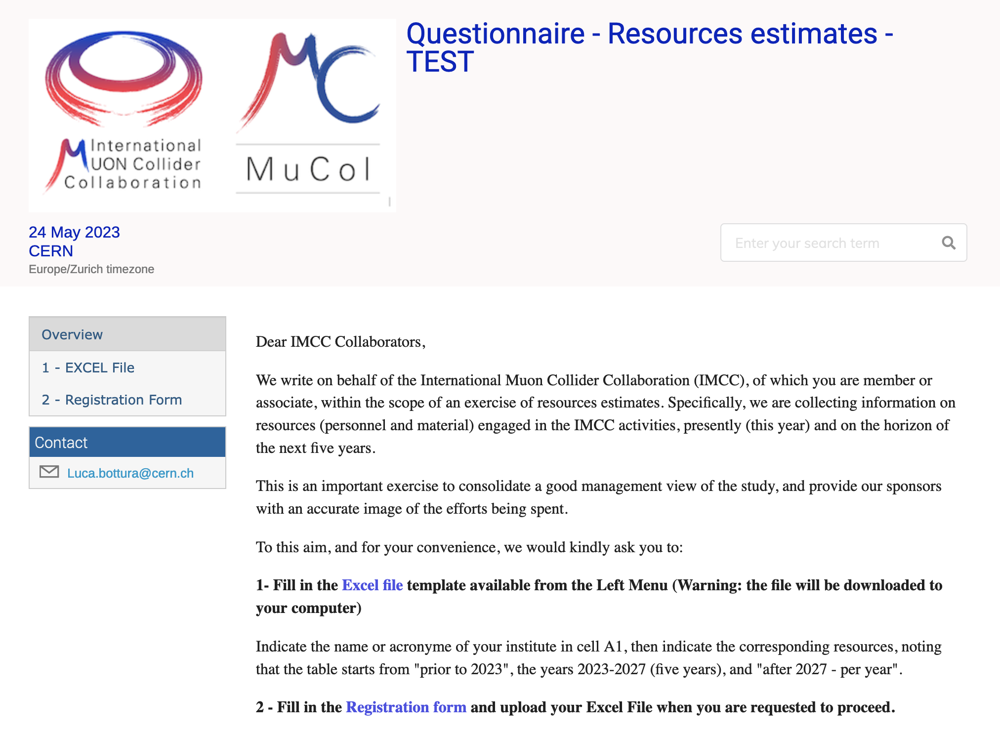 International
MUON Collider
Collaboration
MC
MuCol
Questionnaire - Resources estimates -
TEST
24 May 2023
CERN
Europe/Zurich timezone
Enter your search term
Overview
1 - EXCEL File
2 - Registration Form
Contact
Luca.bottura@cern.ch
Dear IMCC Collaborators,
We write on behalf of the International Muon Collider Collaboration (IMCC), of which you are member or
associate, within the scope of an exercise of resources estimates. Specifically, we are collecting information on
resources (personnel and material) engaged in the IMCC activities, presently (this year) and on the horizon of
the next five years.
This is an important exercise to consolidate a good management view of the study, and provide our sponsors
with an accurate image of the efforts being spent.
To this aim, and for your convenience, we would kindly ask you to:
1- Fill in the Excel file template available from the Left Menu (Warning: the file will be downloaded to
your computer)
Indicate the name or acronyme of your institute in cell A1, then indicate the corresponding resources, noting
that the table starts from "prior to 2023", the years 2023-2027 (five years), and "after 2027 - per year".
2 - Fill in the Registration form and upload your Excel File when you are requested to proceed.